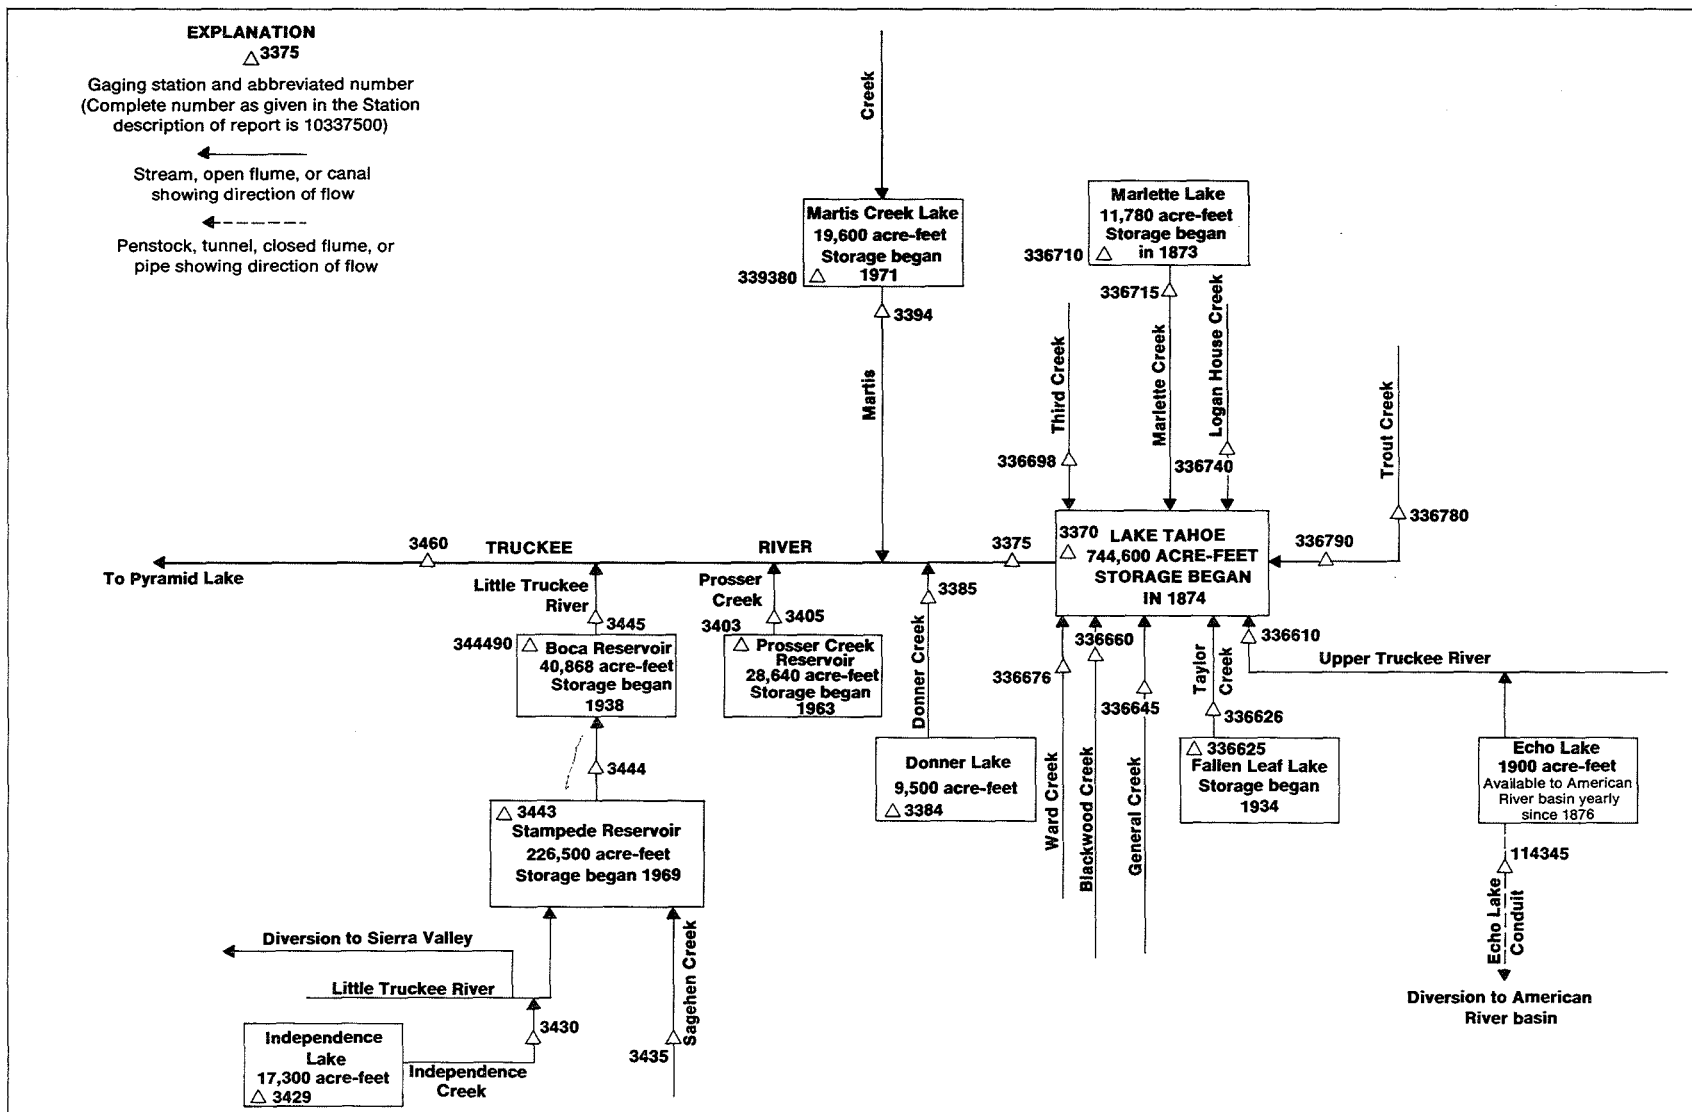 EXPLANATION
3375
Gaging station and abbreviated number
(Complete number as given in the Station
description of report is 10337500)
Stream, open flume, or canal
showing direction of flow
Penstock, tunnel, closed flume, or
pipe showing direction of flow
Creek
Martis Creek Lake
19,600 acre-feet
Storage began
1971
339380
3394
Martis
Marlette Lake
11,780 acre-feet
Storage began
in 1873
336710
336715
Third Creek
Marlette Creek
Logan House Creek
Trout Creek
336698
336740
336780
336790
3370
LAKE TAHOE
744,600 ACRE-FEET
STORAGE BEGAN
IN 1874
3460
TRUCKEE
RIVER
3375
To Pyramid Lake
Little Truckee
River
3445
344490
Boca Reservoir
40,868 acre-feet
Storage began
1938
Prosser
Creek
3405
3403
Prosser Creek
Reservoir
28,640 acre-feet
Storage began
1963
3385
Donner Creek
Donner Lake
9,500 acre-feet
3384
336676
336660
336645
Ward Creek
Blackwood Creek
General Creek
Taylor
Creek
336626
336625
Fallen Leaf Lake
Storage began
1934
336610
Upper Truckee River
Echo Lake
1900 acre-feet
Available to American
River basin yearly
since 1876
114345
Echo Lake
Conduit
Diversion to American
River basin
3444
3443
Stampede Reservoir
226,500 acre-feet
Storage began 1969
Diversion to Sierra Valley
Little Truckee River
3430
Sagehen Creek
3435
Independence
Lake
17,300 acre-feet
3429
Independence
Creek